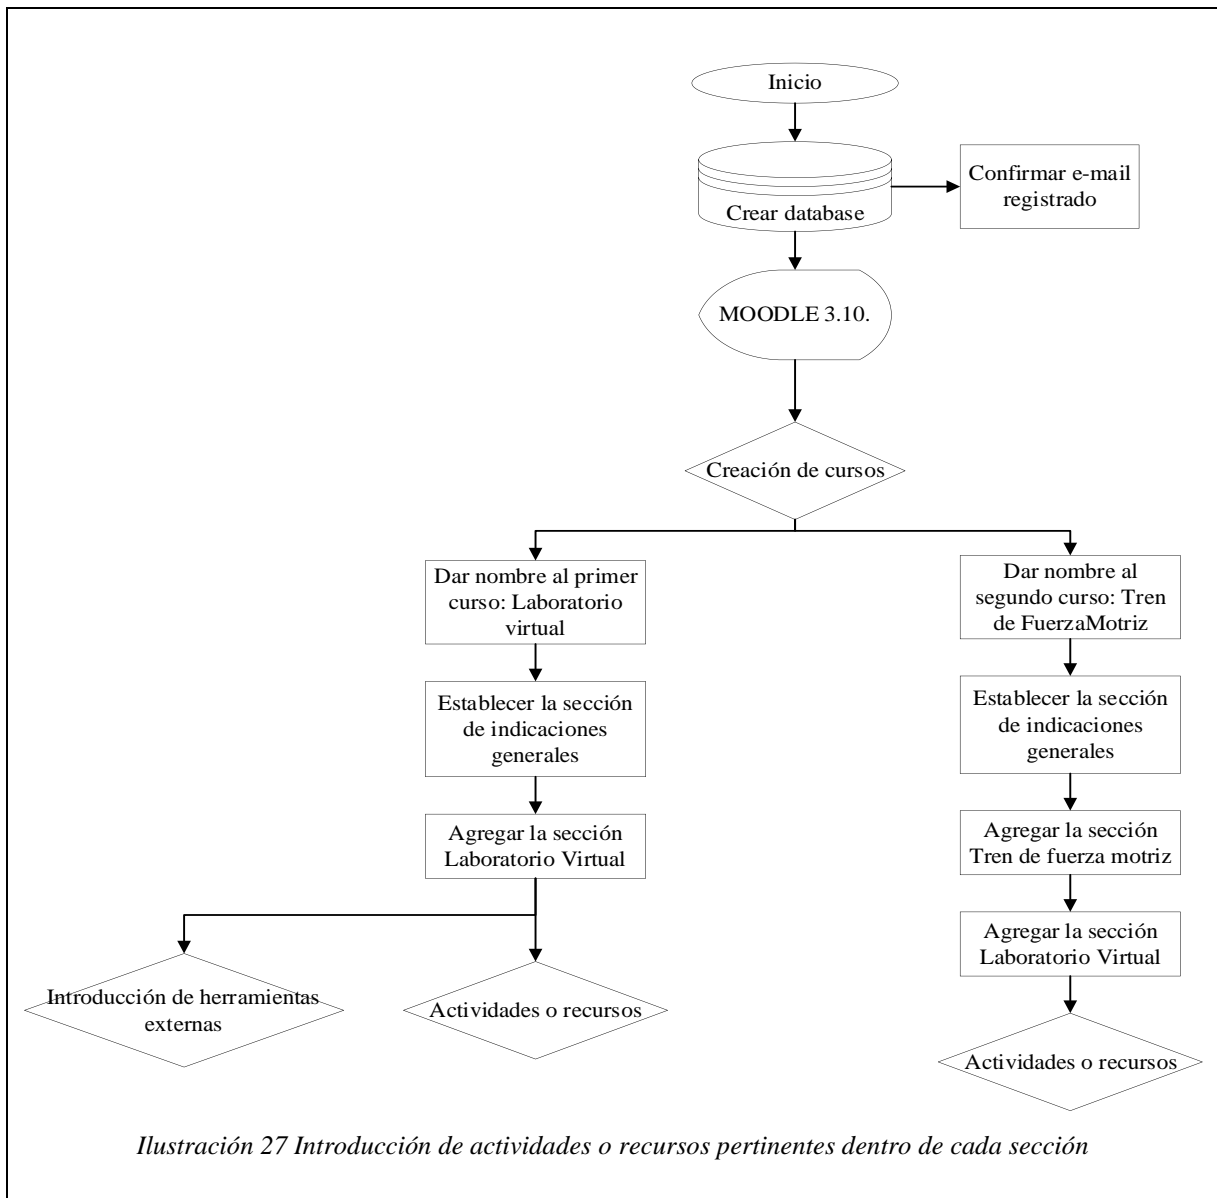 Inicio
Crear database
Confirmar e-mail
registrado
MOODLE 3.10.
Creación de cursos
Dar nombre al primer
curso: Laboratorio
virtual
Establecer la sección
de indicaciones
generales
Agregar la sección
Laboratorio Virtual
Introducción de herramientas
externas
Actividades o recursos
Dar nombre al
segundo curso: Tren
de FuerzaMotriz
Establecer la sección
de indicaciones
generales
Agregar la sección
Tren de fuerza motriz
Agregar la sección
Laboratorio Virtual
Actividades o recursos
Ilustración 27 Introducción de actividades o recursos pertinentes dentro de cada sección